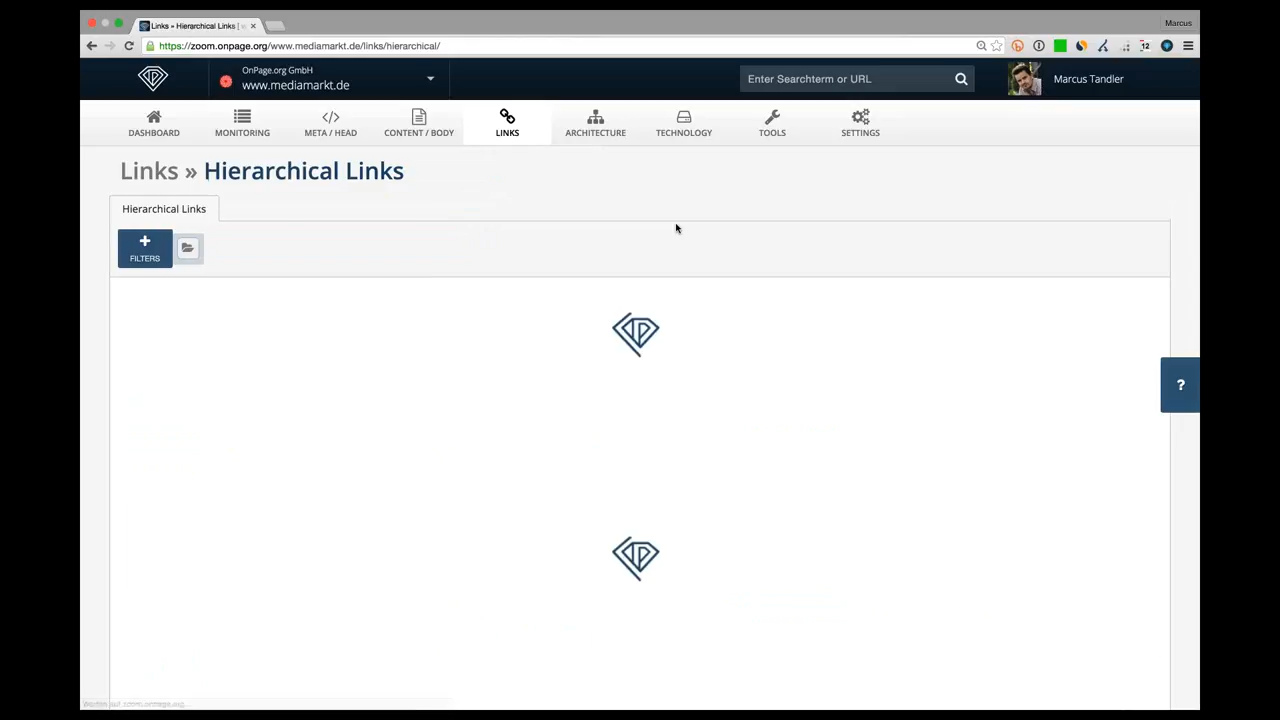 Marcus
Links » Hierarchical Links [
https://zoom.onpage.org/www.mediamarkt.de/links/hierarchical/
12
OnPage.org GmbH
www.mediamarkt.de
Enter Searchterm or URL
Marcus Tandler
DASHBOARD
MONITORING
META / HEAD
CONTENT / BODY
LINKS
ARCHITECTURE
TECHNOLOGY
TOOLS
SETTINGS
Links » Hierarchical Links
Hierarchical Links
FILTERS
?